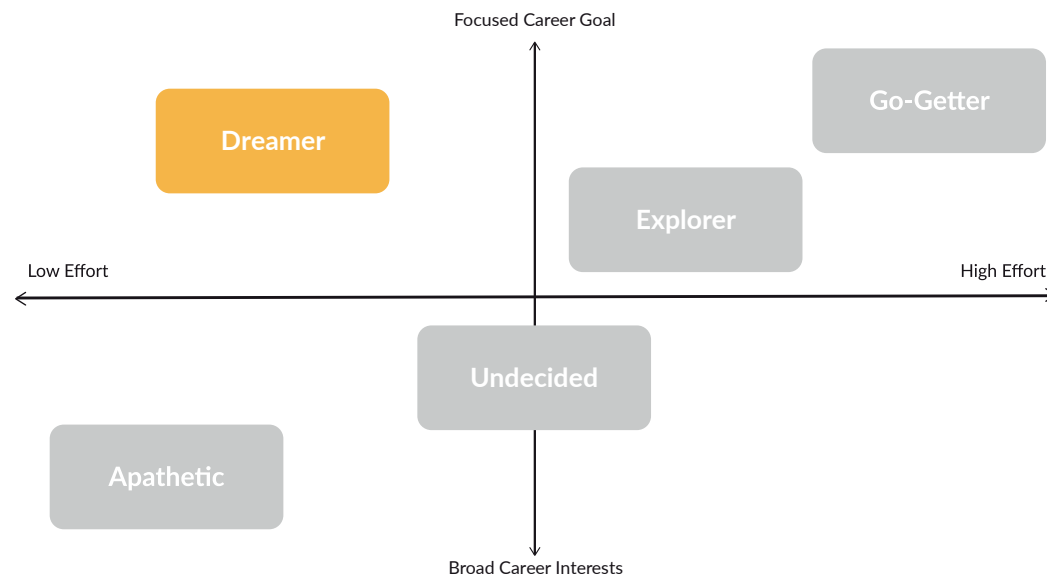 Focused Career Goal
Go-Getter
Dreamer
Explorer
Low Effort
High Effort
Undecided
Apathetic
Broad Career Interests